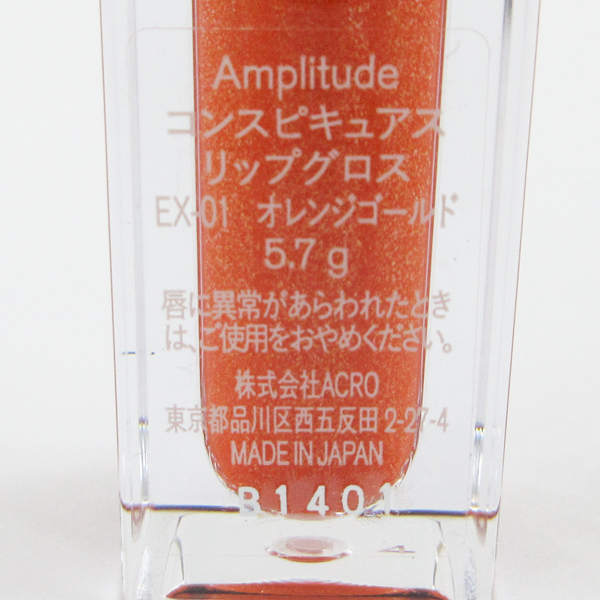 Amplitude
コンスピキュアス
リップグロス
EX-01 オレンジゴールド
5.7 g
唇に異常があらわれたとき
は、ご使用をおやめください。
株式会社ACRO
東京都品川区西五反田2-27-4
MADE IN JAPAN
B1401